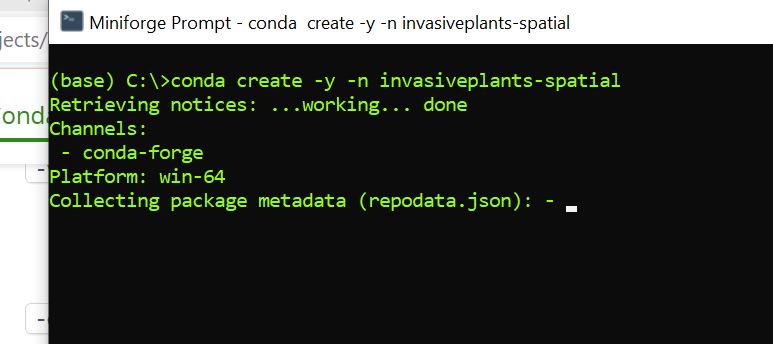 Miniforge Prompt - conda  create -y -n invasiveplants-spatial
jects/
(base) C:\>conda create -y -n invasiveplants-spatial
Retrieving notices: ...working... done
Channels:
 - conda-forge
Platform: win-64
Collecting package metadata (repodata.json): -